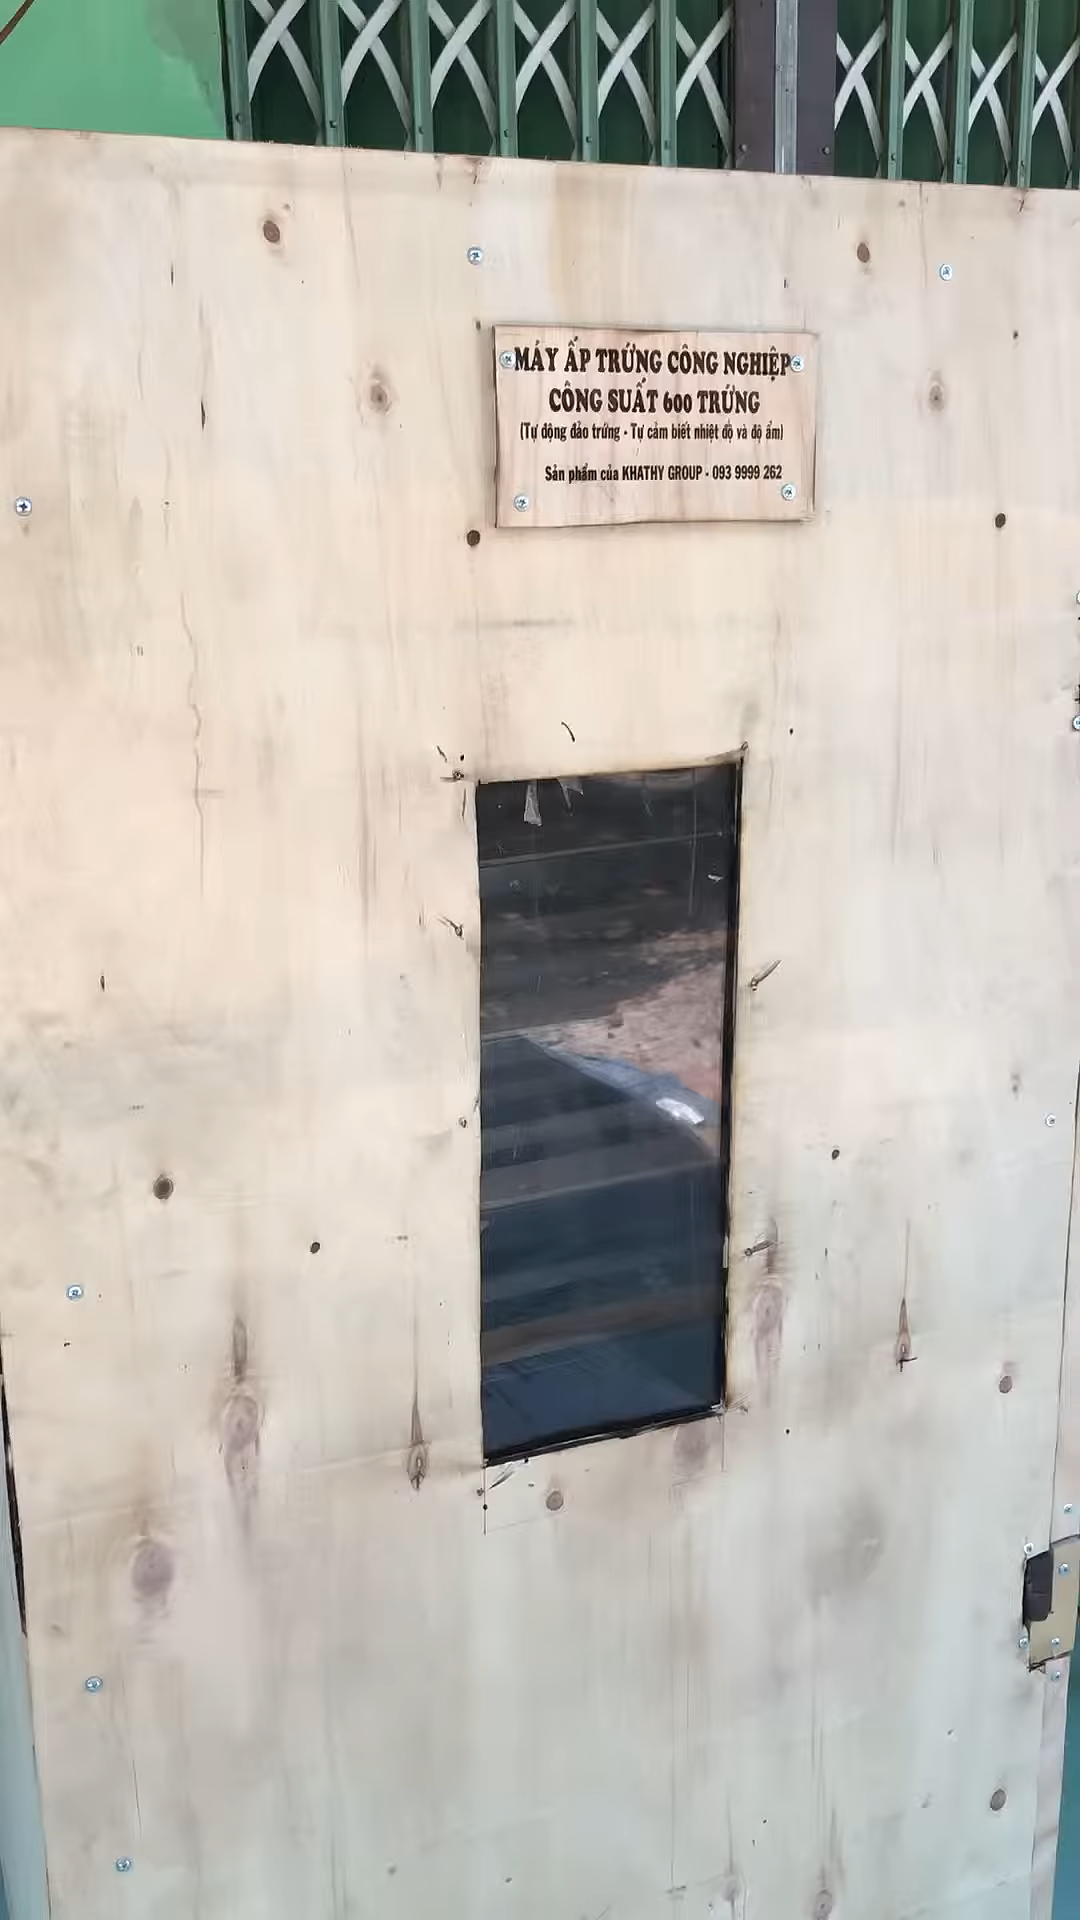 MÁY ẤP TRỨNG CÔNG NGHIỆP
CÔNG SUẤT 600 TRỨNG
(Tự động đảo trứng - Tự cảm biết nhiệt độ và độ ẩm)
Sản phẩm của KHATHY GROUP - 093 9999 262